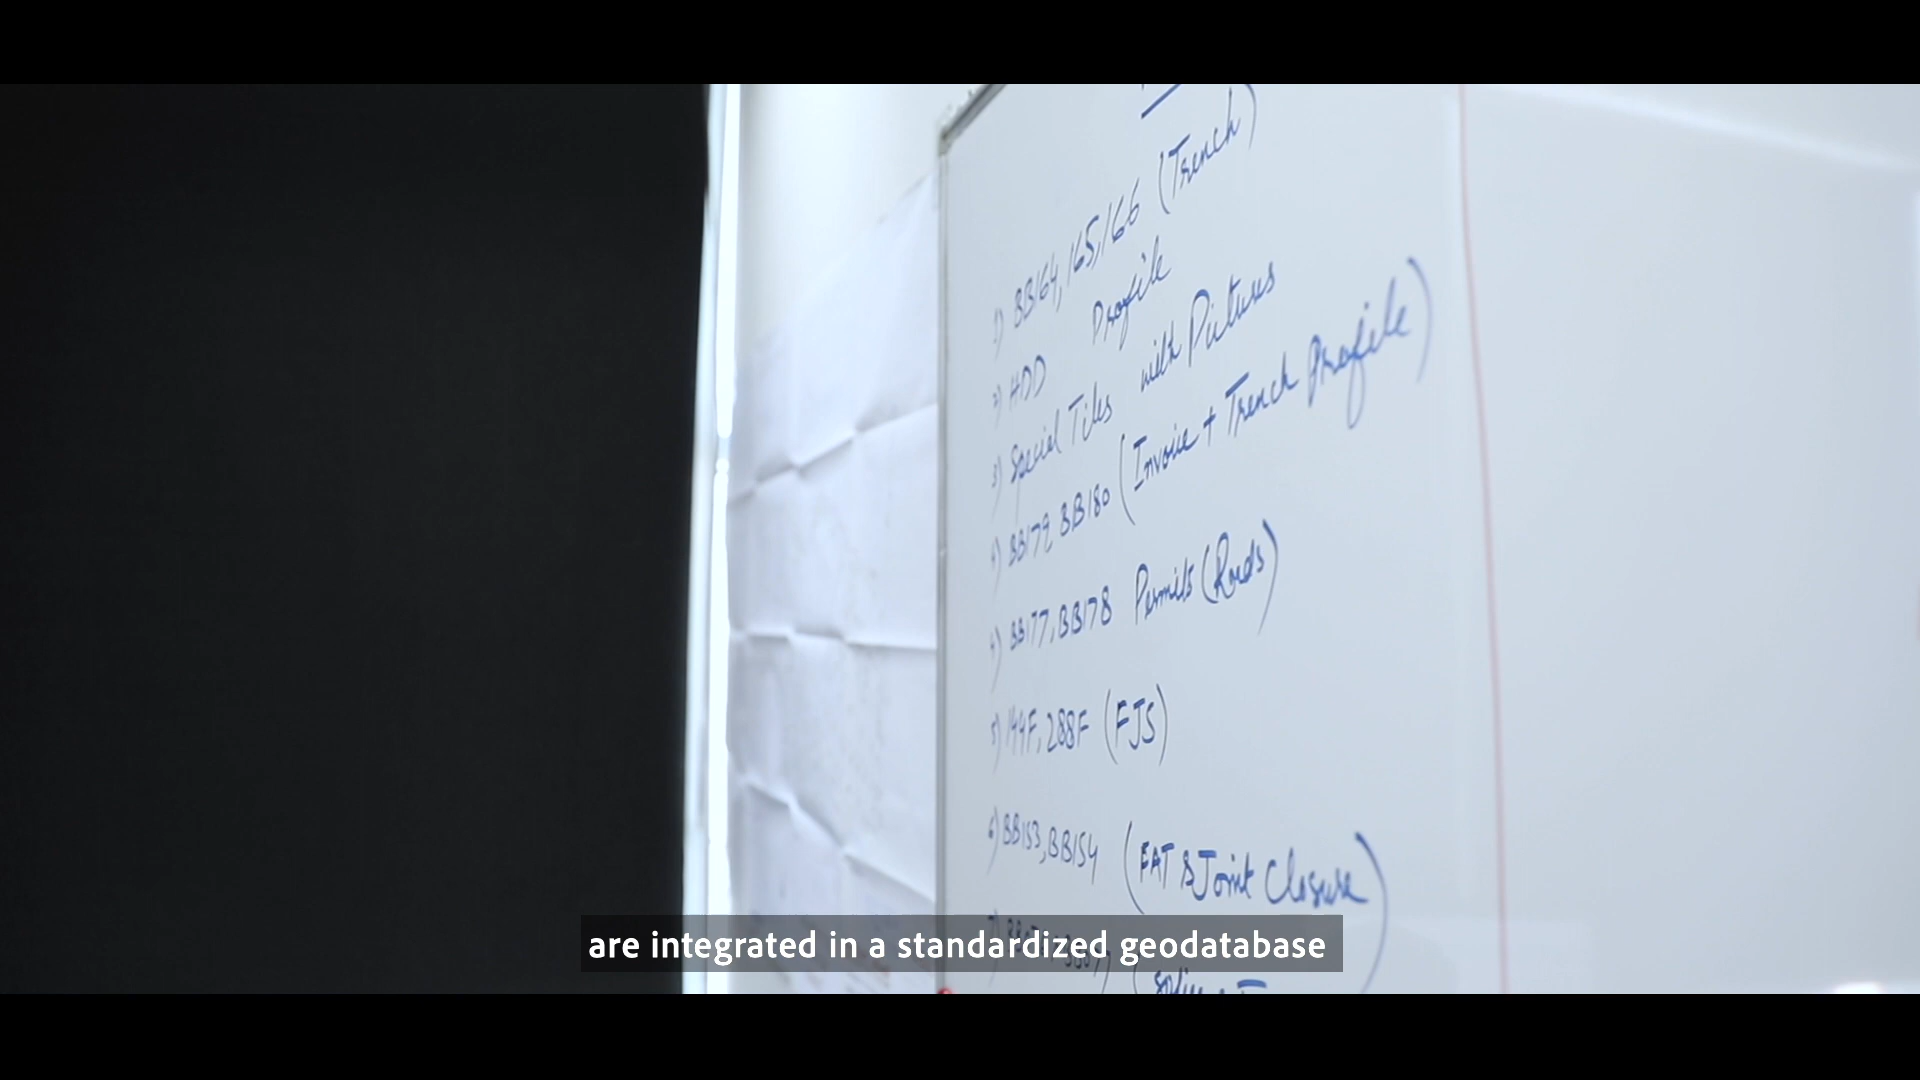 1) BB164, 165, 166 (Trench)
2) HDD Profile
3) Special Tiles with Pictures
4) BB179 BB180 (Invoice + Trench Profile)
4) BB177, BB178 Permits (Roads)
5) 144F, 288F (FJS)
6) BB153, BB154 (FAT & Joint Closure)
7)
are integrated in a standardized geodatabase